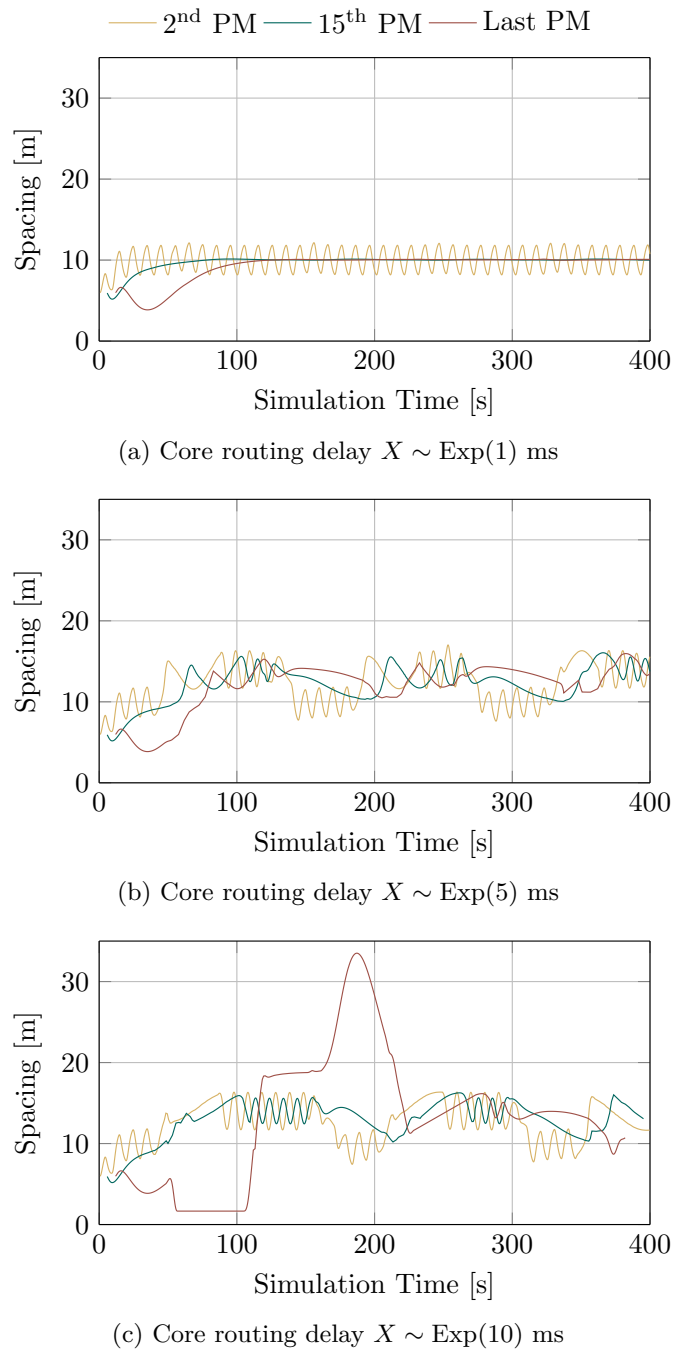 2nd PM 15th PM Last PM
30
20
10
0
0 100 200 300 400
Spacing [m]
Simulation Time [s]
(a) Core routing delay X ∼ Exp(1) ms
30
20
10
0
0 100 200 300 400
Spacing [m]
Simulation Time [s]
(b) Core routing delay X ∼ Exp(5) ms
30
20
10
0
0 100 200 300 400
Spacing [m]
Simulation Time [s]
(c) Core routing delay X ∼ Exp(10) ms